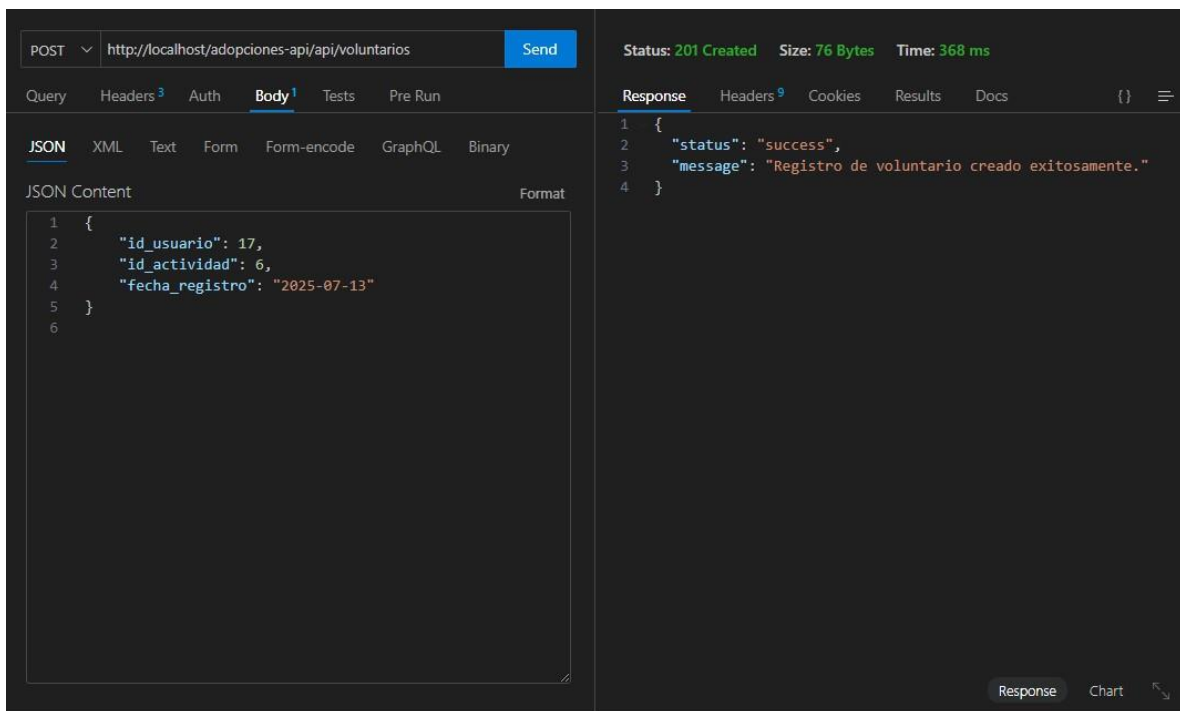 POST http://localhost/adopciones-api/api/voluntarios Send
Query Headers 3 Auth Body 1 Tests Pre Run
JSON XML Text Form Form-encode GraphQL Binary
JSON Content Format
1 {
2 "id_usuario": 17,
3 "id_actividad": 6,
4 "fecha_registro": "2025-07-13"
5 }
6
Status: 201 Created Size: 76 Bytes Time: 368 ms
Response Headers 9 Cookies Results Docs { }
1 {
2 "status": "success",
3 "message": "Registro de voluntario creado exitosamente."
4 }
Response Chart